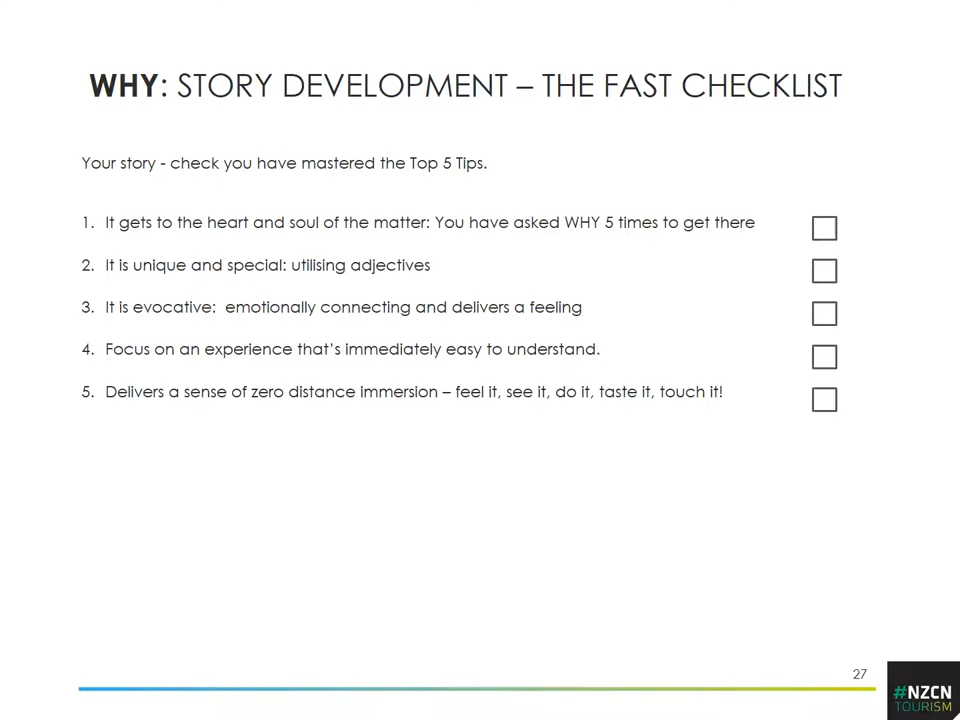 WHY: STORY DEVELOPMENT – THE FAST CHECKLIST
Your story - check you have mastered the Top 5 Tips.
1. It gets to the heart and soul of the matter: You have asked WHY 5 times to get there
2. It is unique and special: utilising adjectives
3. It is evocative:  emotionally connecting and delivers a feeling
4. Focus on an experience that’s immediately easy to understand.
5. Delivers a sense of zero distance immersion – feel it, see it, do it, taste it, touch it!
27
#NZCN
TOURISM